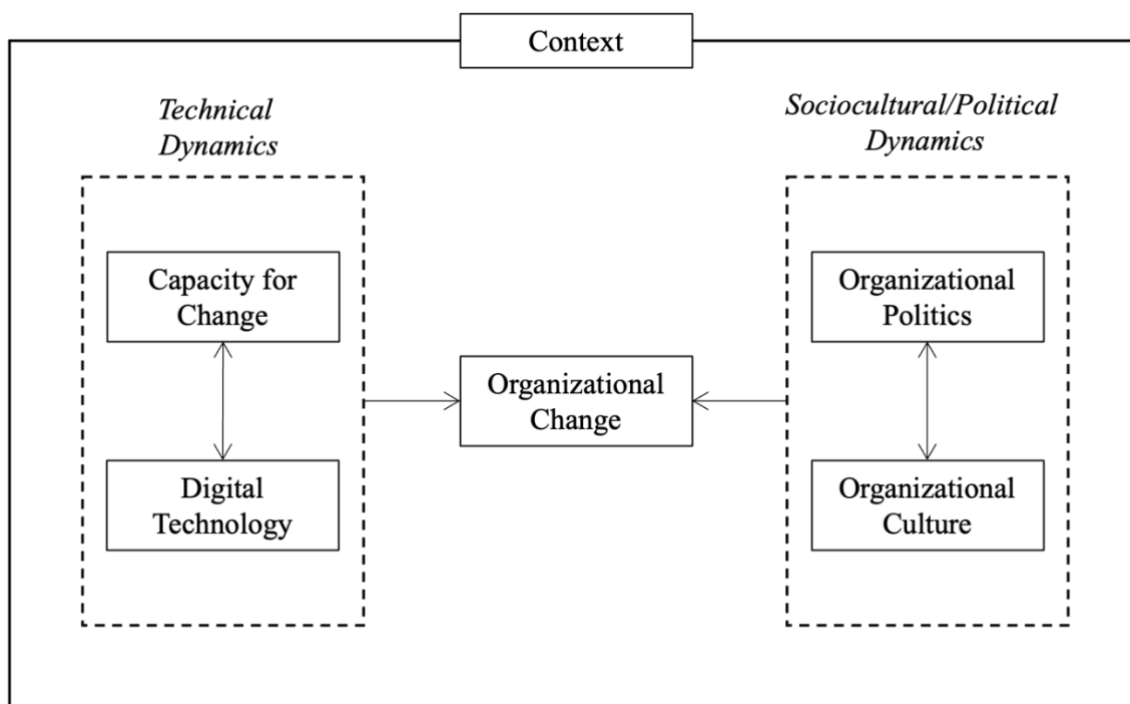 Context
Technical
Dynamics
Sociocultural/Political
Dynamics
Capacity for
Change
Organizational
Politics
Organizational
Change
Digital
Technology
Organizational
Culture